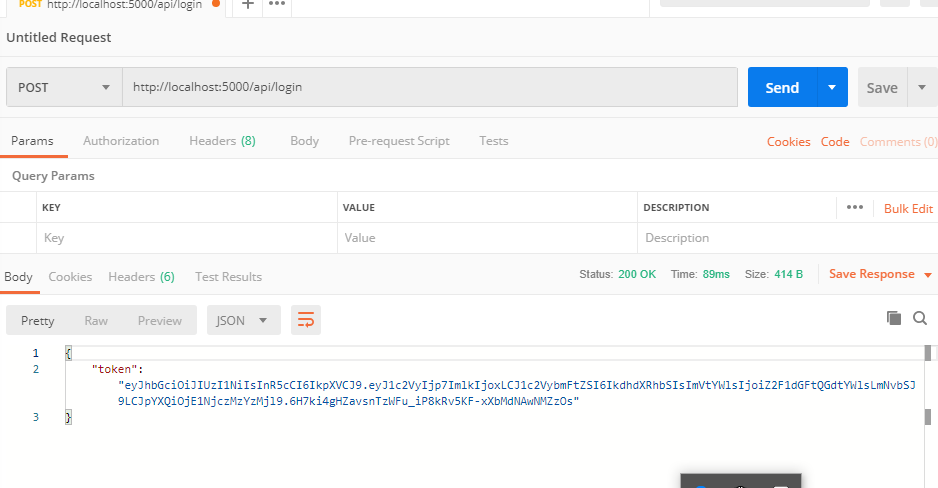 POST http://localhost:5000/api/login + •••
Untitled Request
POST http://localhost:5000/api/login Send Save
Params Authorization Headers (8) Body Pre-request Script Tests Cookies Code Comments (0)
Query Params
KEY VALUE DESCRIPTION ••• Bulk Edit
Key Value Description
Body Cookies Headers (6) Test Results Status: 200 OK Time: 89ms Size: 414 B Save Response
Pretty Raw Preview JSON
1 {
2 "token":
"eyJhbGciOiJIUzI1NiIsInR5cCI6IkpXVCJ9.eyJ1c2VyIjp7ImlkIjoxLCJ1c2VybmFtZSI6IkdhdXRhbSIsImVtYWlsIjoiZ2F1dGFtQGdtYWlsLmNvbSJ
9LCJpYXQiOjE1NjczMzYzMjl9.6H7ki4gHZavsnTzWFu_iP8kRv5KF-xXbMdNAwNMZzOs"
3 }